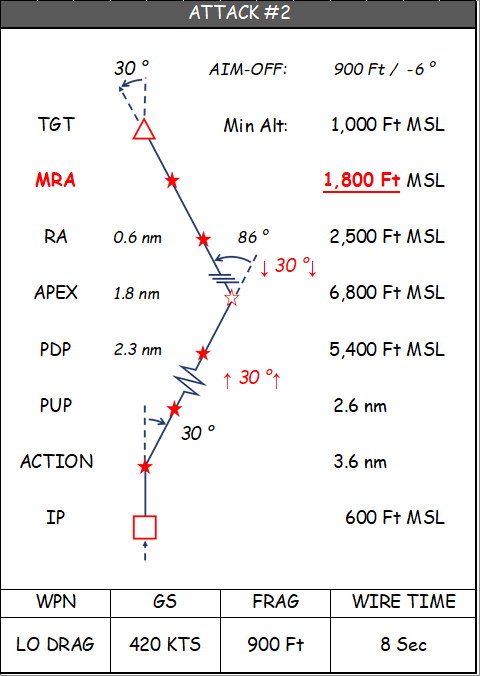 ATTACK #2
30 ° AIM-OFF: 900 Ft / -6 °
TGT Min Alt: 1,000 Ft MSL
MRA 1,800 Ft MSL
RA 0.6 nm 86 ° 2,500 Ft MSL
↓ 30 °↓
APEX 1.8 nm 6,800 Ft MSL
PDP 2.3 nm 5,400 Ft MSL
↑ 30 °↑
PUP 2.6 nm
30 °
ACTION 3.6 nm
IP 600 Ft MSL
WPN GS FRAG WIRE TIME
LO DRAG 420 KTS 900 Ft 8 Sec